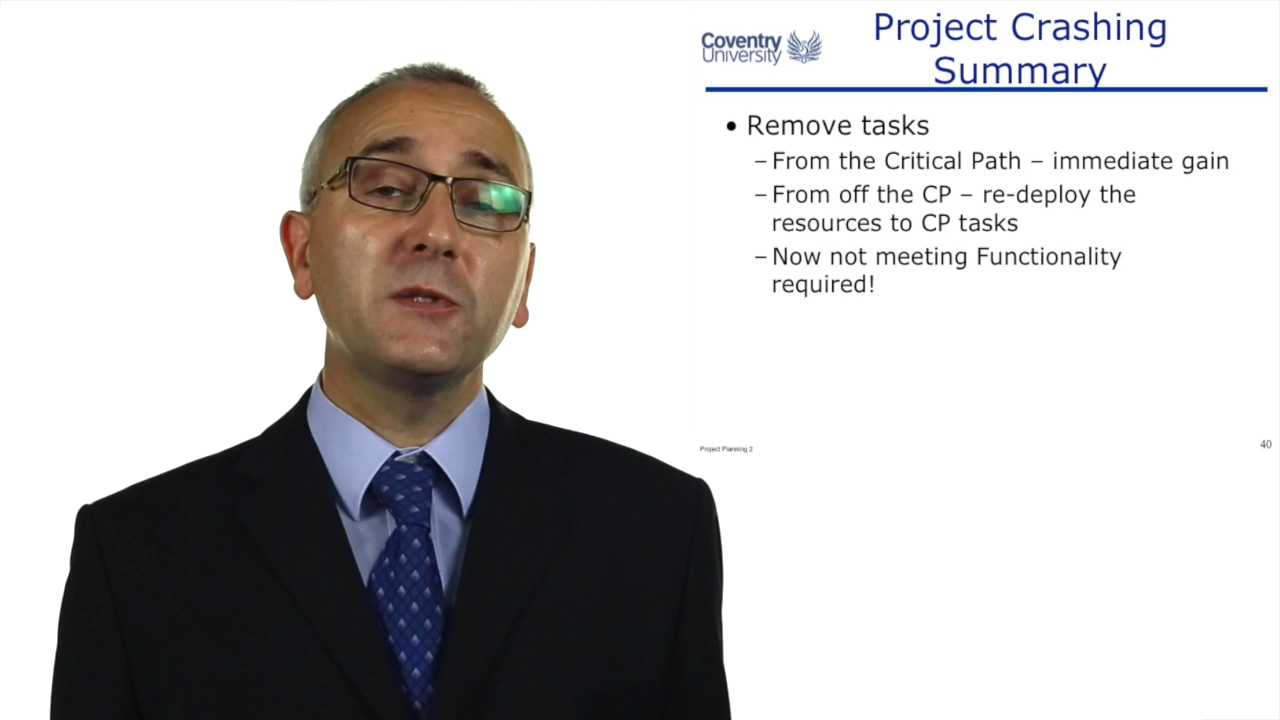 Coventry
University
Project Crashing
Summary
• Remove tasks
– From the Critical Path – immediate gain
– From off the CP – re-deploy the
resources to CP tasks
– Now not meeting Functionality
required!
Project Planning 2
40